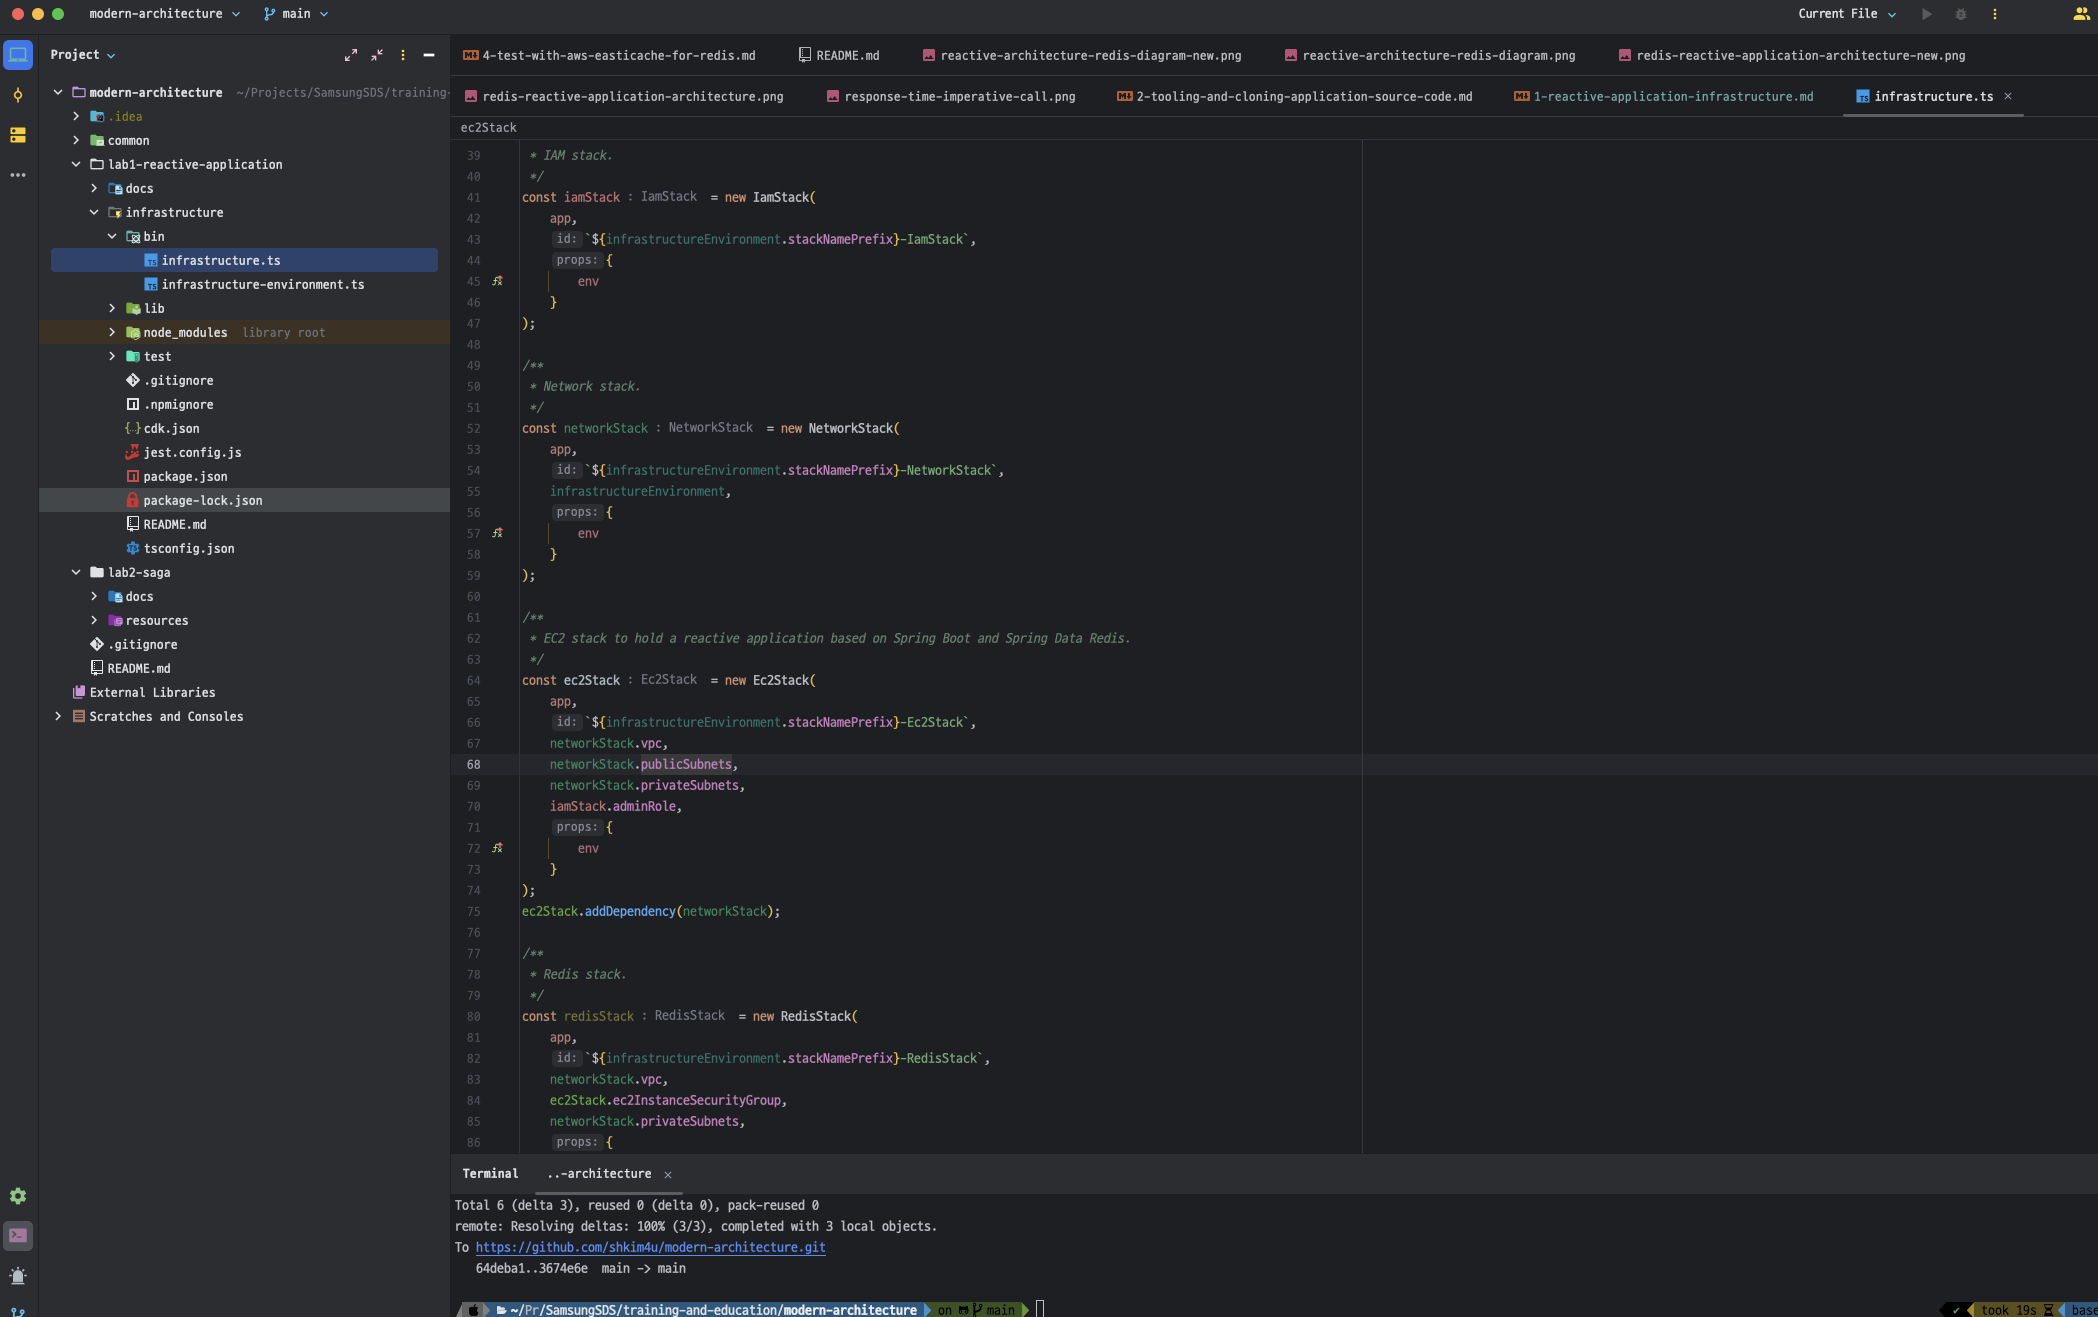 modern-architecture
main
Current File
Project
modern-architecture ~/Projects/SamsungSDS/training-
.idea
common
lab1-reactive-application
docs
infrastructure
bin
infrastructure.ts
infrastructure-environment.ts
lib
node_modules library root
test
.gitignore
.npmignore
cdk.json
jest.config.js
package.json
package-lock.json
README.md
tsconfig.json
lab2-saga
docs
resources
.gitignore
README.md
External Libraries
Scratches and Consoles
4-test-with-aws-easticache-for-redis.md README.md reactive-architecture-redis-diagram-new.png reactive-architecture-redis-diagram.png redis-reactive-application-architecture-new.png
redis-reactive-application-architecture.png response-time-imperative-call.png 2-tooling-and-cloning-application-source-code.md 1-reactive-application-infrastructure.md infrastructure.ts
ec2Stack
39 * IAM stack.
40 */
41 const iamStack : IamStack = new IamStack(
42 app,
43 id: `${infrastructureEnvironment.stackNamePrefix}-IamStack`,
44 props: {
45 env
46 }
47 );
48
49 /**
50 * Network stack.
51 */
52 const networkStack : NetworkStack = new NetworkStack(
53 app,
54 id: `${infrastructureEnvironment.stackNamePrefix}-NetworkStack`,
55 infrastructureEnvironment,
56 props: {
57 env
58 }
59 );
60
61 /**
62 * EC2 stack to hold a reactive application based on Spring Boot and Spring Data Redis.
63 */
64 const ec2Stack : Ec2Stack = new Ec2Stack(
65 app,
66 id: `${infrastructureEnvironment.stackNamePrefix}-Ec2Stack`,
67 networkStack.vpc,
68 networkStack.publicSubnets,
69 networkStack.privateSubnets,
70 iamStack.adminRole,
71 props: {
72 env
73 }
74 );
75 ec2Stack.addDependency(networkStack);
76
77 /**
78 * Redis stack.
79 */
80 const redisStack : RedisStack = new RedisStack(
81 app,
82 id: `${infrastructureEnvironment.stackNamePrefix}-RedisStack`,
83 networkStack.vpc,
84 ec2Stack.ec2InstanceSecurityGroup,
85 networkStack.privateSubnets,
86 props: {
Terminal ..-architecture
Total 6 (delta 3), reused 0 (delta 0), pack-reused 0
remote: Resolving deltas: 100% (3/3), completed with 3 local objects.
To https://github.com/shkim4u/modern-architecture.git
64deba1..3674e6e main -> main
~/Pr/SamsungSDS/training-and-education/modern-architecture on main took 19s base